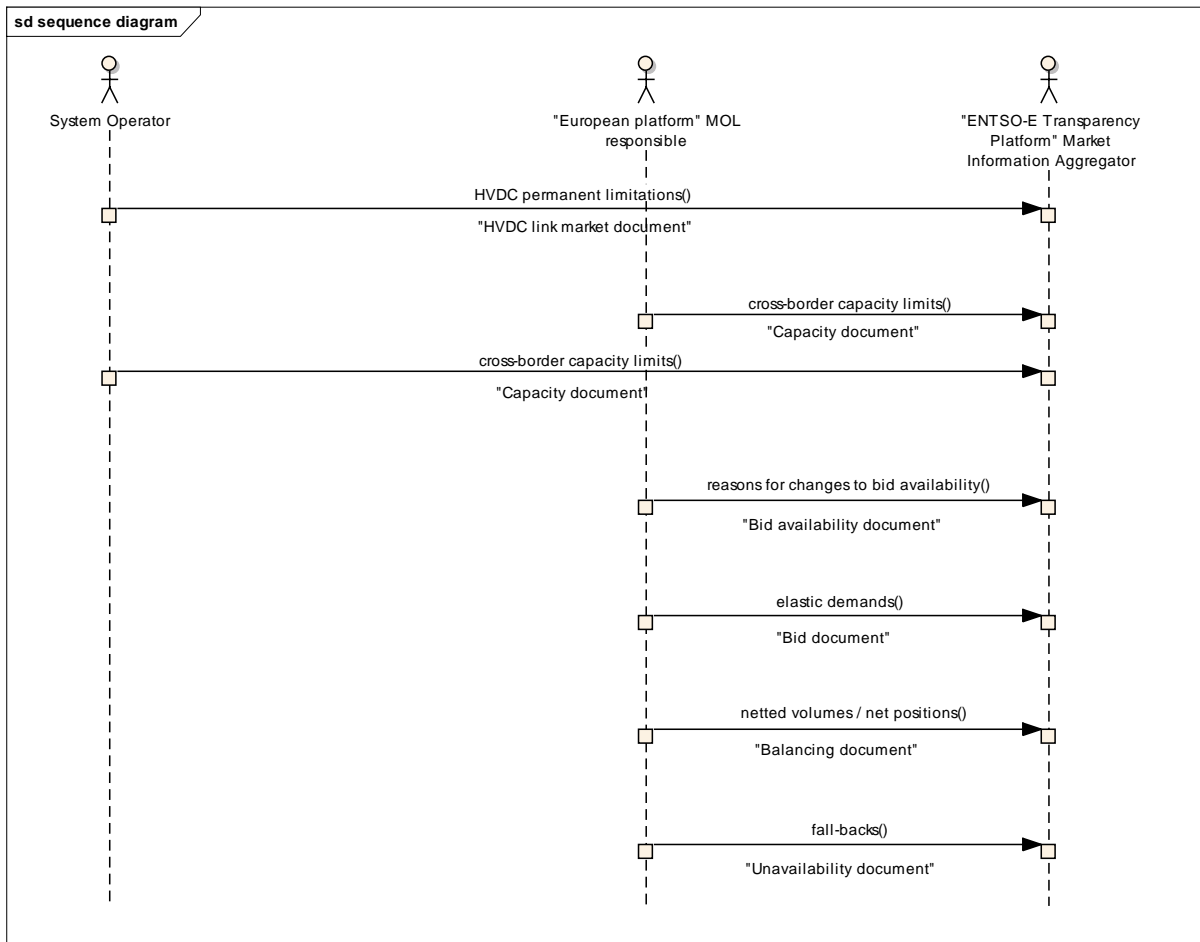 sd sequence diagram
System Operator
"European platform" MOL
responsible
"ENTSO-E Transparency
Platform" Market
Information Aggregator
HVDC permanent limitations()
"HVDC link market document"
cross-border capacity limits()
"Capacity document"
cross-border capacity limits()
"Capacity document"
reasons for changes to bid availability()
"Bid availability document"
elastic demands()
"Bid document"
netted volumes / net positions()
"Balancing document"
fall-backs()
"Unavailability document"